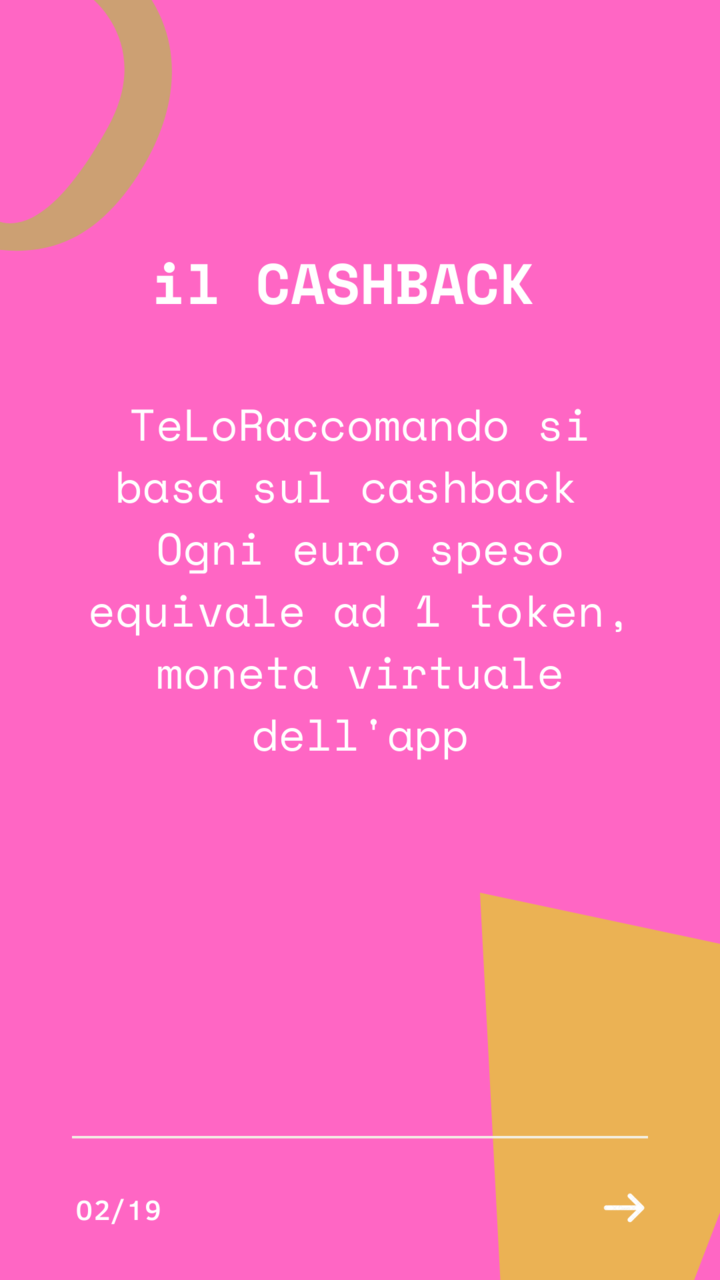 il CASHBACK
TeLoRaccomando si
basa sul cashback
Ogni euro speso
equivale ad 1 token,
moneta virtuale
dell'app
02/19